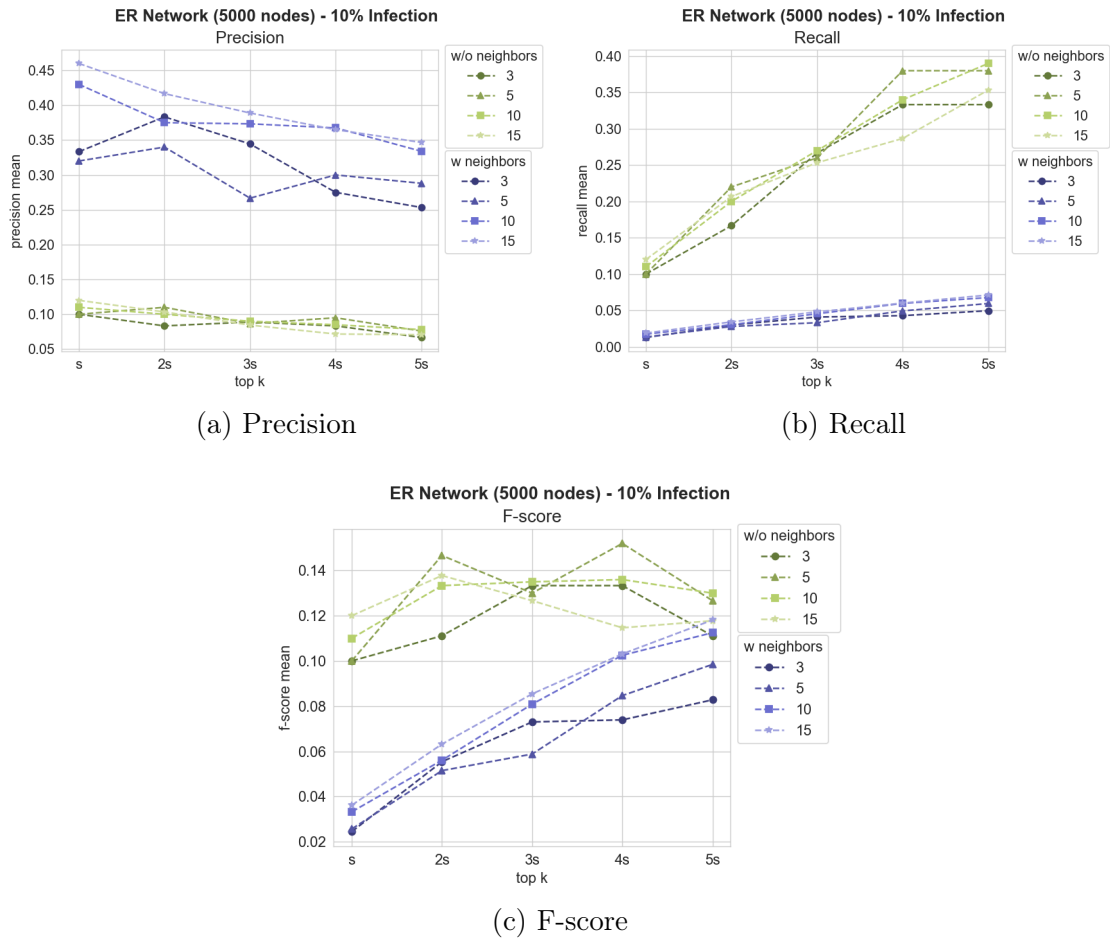 ER Network (5000 nodes) - 10% Infection
Precision
precision mean
0.45
0.40
0.35
0.30
0.25
0.20
0.15
0.10
0.05
s 2s 3s 4s 5s
top k
w/o neighbors
3
5
10
15
w neighbors
3
5
10
15
(a) Precision
ER Network (5000 nodes) - 10% Infection
Recall
recall mean
0.40
0.35
0.30
0.25
0.20
0.15
0.10
0.05
0.00
s 2s 3s 4s 5s
top k
w/o neighbors
3
5
10
15
w neighbors
3
5
10
15
(b) Recall
ER Network (5000 nodes) - 10% Infection
F-score
f-score mean
0.14
0.12
0.10
0.08
0.06
0.04
0.02
s 2s 3s 4s 5s
top k
w/o neighbors
3
5
10
15
w neighbors
3
5
10
15
(c) F-score